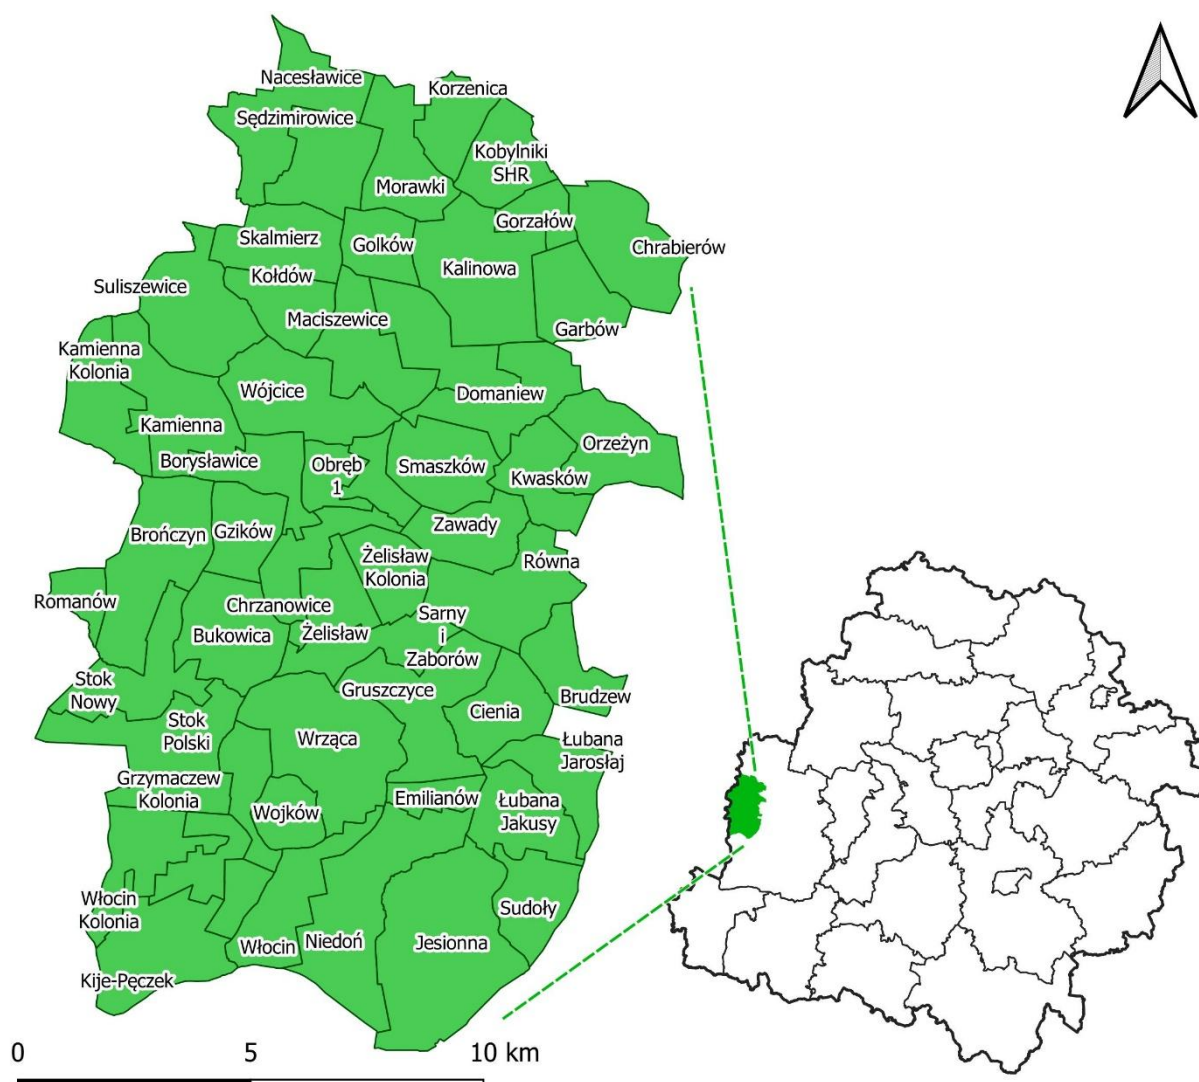 Nacesławice
Korzenica
Sędzimirowice
Kobylniki
SHR
Morawki
Gorzałów
Skalmierz
Golków
Chrabierów
Kalinowa
Kołdów
Suliszewice
Maciszewice
Garbów
Kamienna
Kolonia
Wójcice
Domaniew
Kamienna
Orzeżyn
Borysławice
Obręb
1
Smaszków
Kwasków
Brończyn
Gzików
Zawady
Żelisław
Kolonia
Równa
Romanów
Chrzanowice
Sarny
i
Zaborów
Bukowica
Żelisław
Stok
Nowy
Gruszczyce
Brudzew
Stok
Polski
Cienia
Wrząca
Łubana
Jarosłaj
Grzymaczew
Kolonia
Emilianów
Łubana
Jakusy
Wojków
Włocin
Kolonia
Sudoły
Włocin
Niedoń
Jesionna
Kije-Pęczek
0 5 10 km